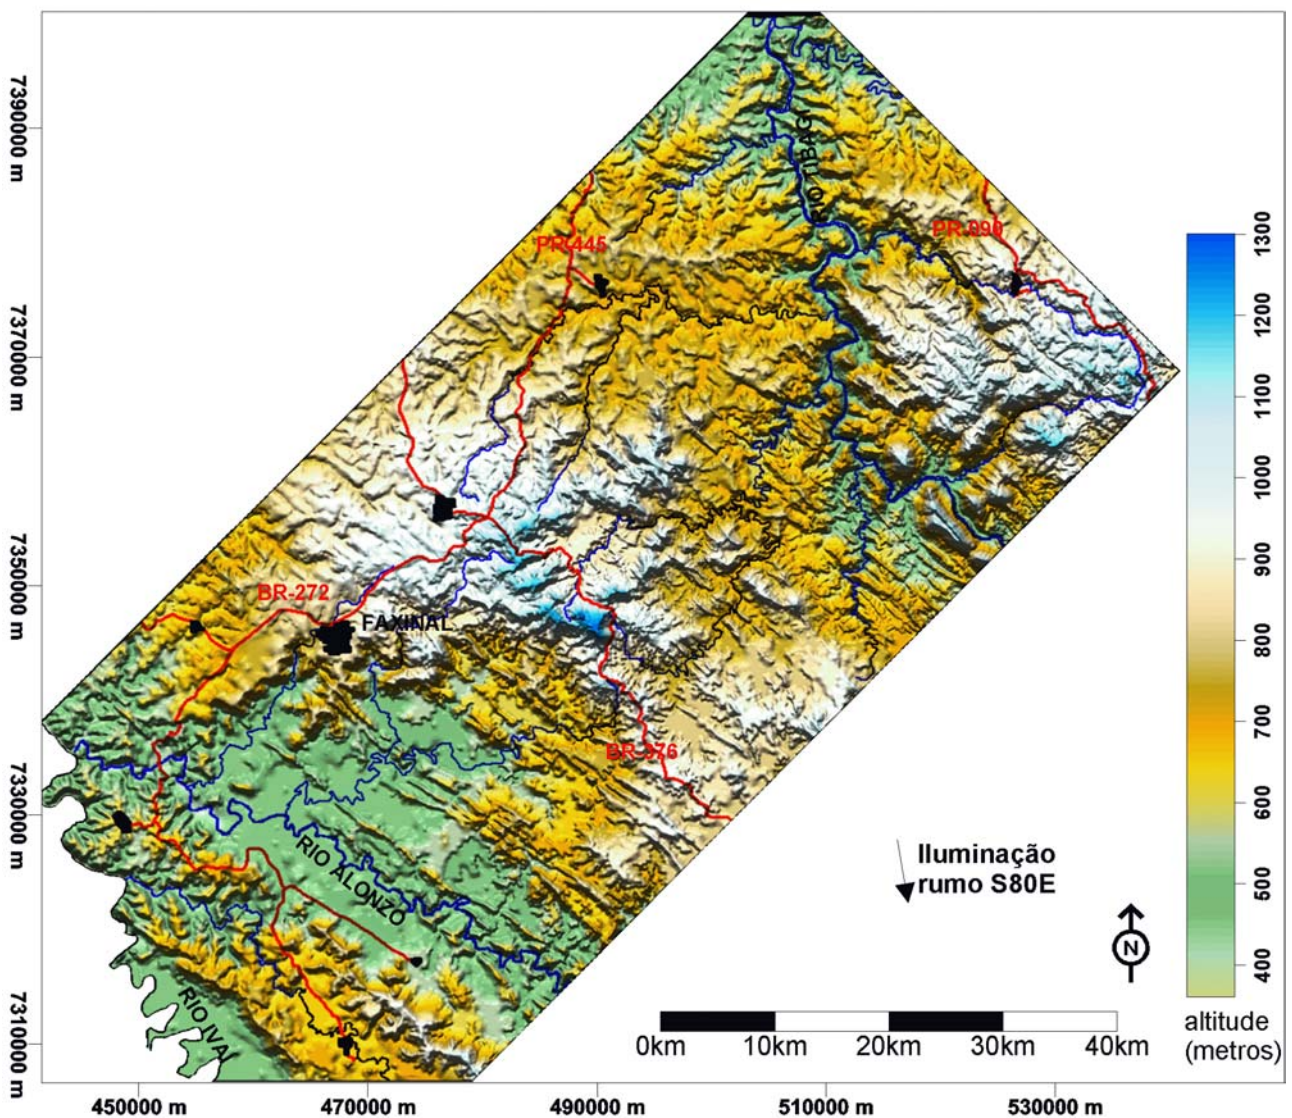 7390000 m
7370000 m
7350000 m
7330000 m
7310000 m
RIO TIBAGI
PR-445
PR-090
BR-272
FAXINAL
BR-376
RIO ALONZO
RIO IVAÍ
Iluminação
rumo S80E
N
0km 10km 20km 30km 40km
1300
1200
1100
1000
900
800
700
600
500
400
altitude
(metros)
450000 m 470000 m 490000 m 510000 m 530000 m